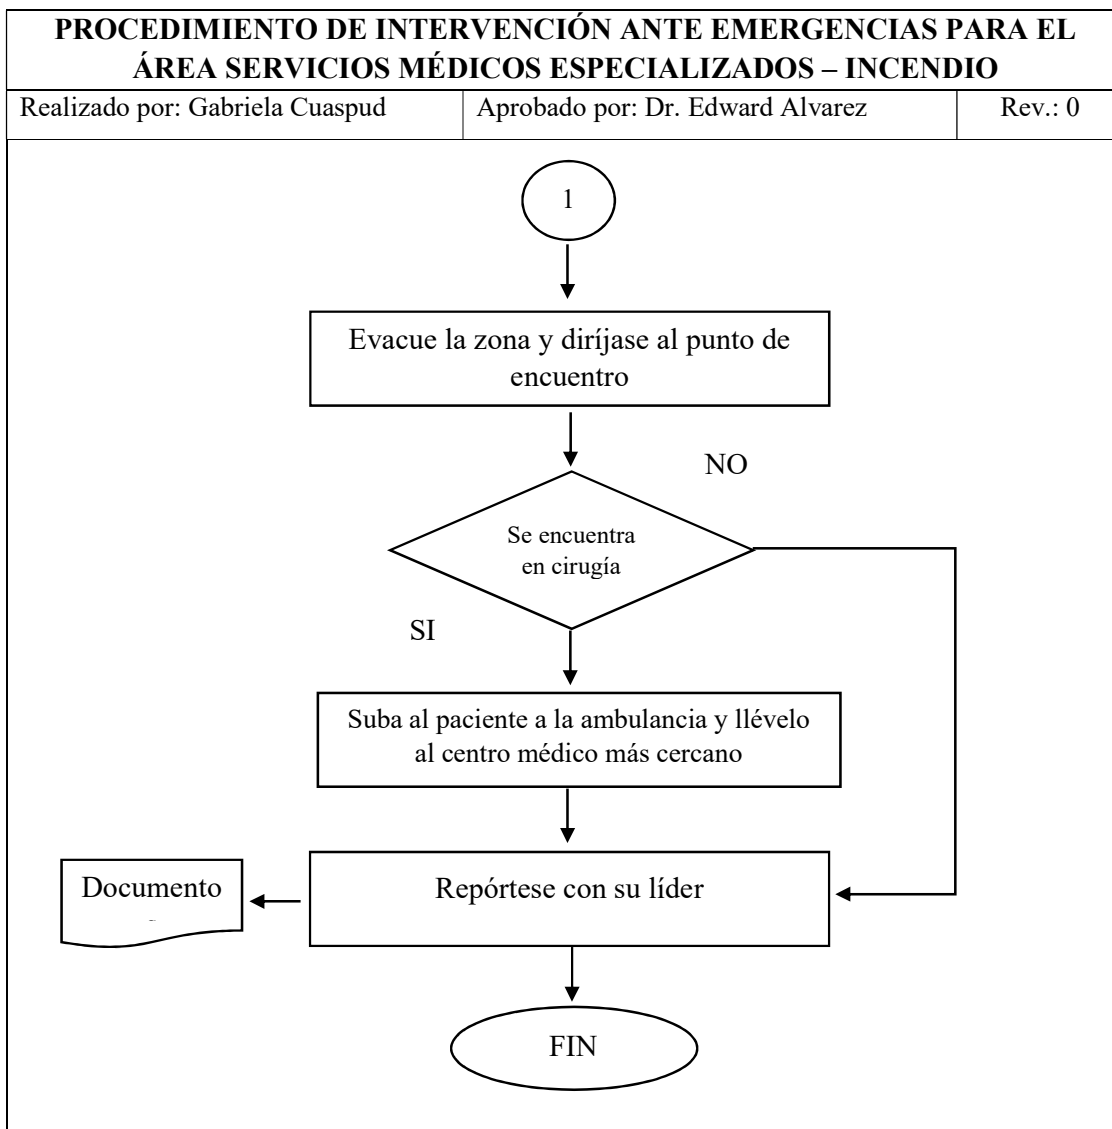 PROCEDIMIENTO DE INTERVENCIÓN ANTE EMERGENCIAS PARA EL
ÁREA SERVICIOS MÉDICOS ESPECIALIZADOS – INCENDIO
Realizado por: Gabriela Cuaspud
Aprobado por: Dr. Edward Alvarez
Rev.: 0
1
Evacue la zona y diríjase al punto de
encuentro
NO
Se encuentra
en cirugía
SI
Suba al paciente a la ambulancia y llévelo
al centro médico más cercano
Documento
Repórtese con su líder
FIN